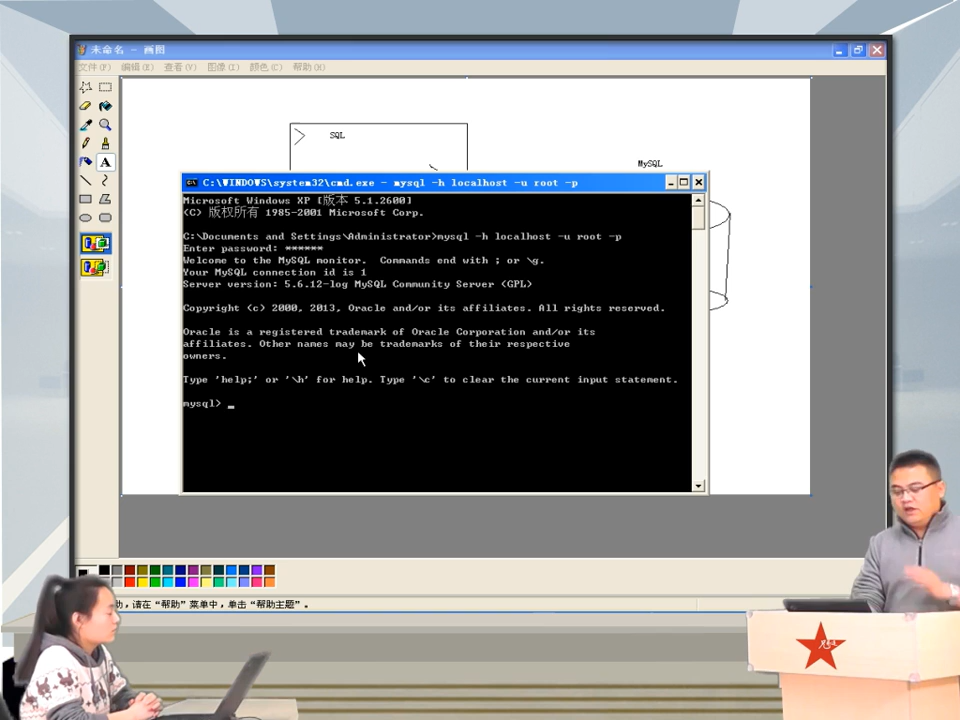 未命名 - 画图
文件(F) 编辑(E) 查看(V) 图像(I) 颜色(C) 帮助(H)
SQL
MySQL
C:\WINDOWS\system32\cmd.exe - mysql -h localhost -u root -p
Microsoft Windows XP [版本 5.1.2600]
(C) 版权所有 1985-2001 Microsoft Corp.
C:\Documents and Settings\Administrator>mysql -h localhost -u root -p
Enter password: ******
Welcome to the MySQL monitor.  Commands end with ; or \g.
Your MySQL connection id is 1
Server version: 5.6.12-log MySQL Community Server (GPL)
Copyright (c) 2000, 2013, Oracle and/or its affiliates. All rights reserved.
Oracle is a registered trademark of Oracle Corporation and/or its
affiliates. Other names may be trademarks of their respective
owners.
Type 'help;' or '\h' for help. Type '\c' to clear the current input statement.
mysql> _
助，请在“帮助”菜单中，单击“帮助主题”。